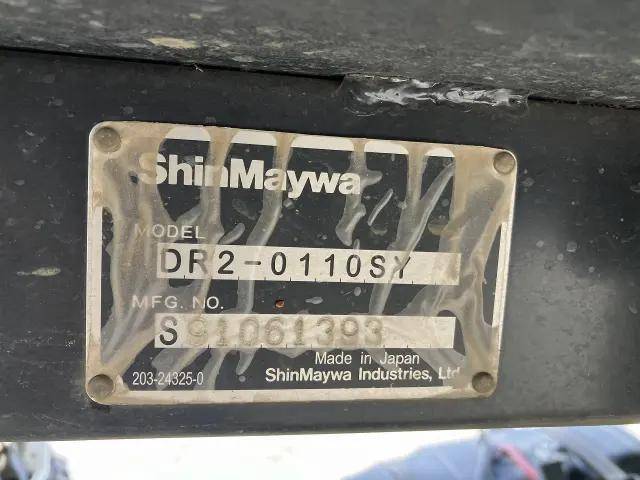 ShinMaywa
MODEL
DR2-0110SY
MFG. NO.
S91061393
Made in Japan
203-24325-0
ShinMaywa Industries, Ltd